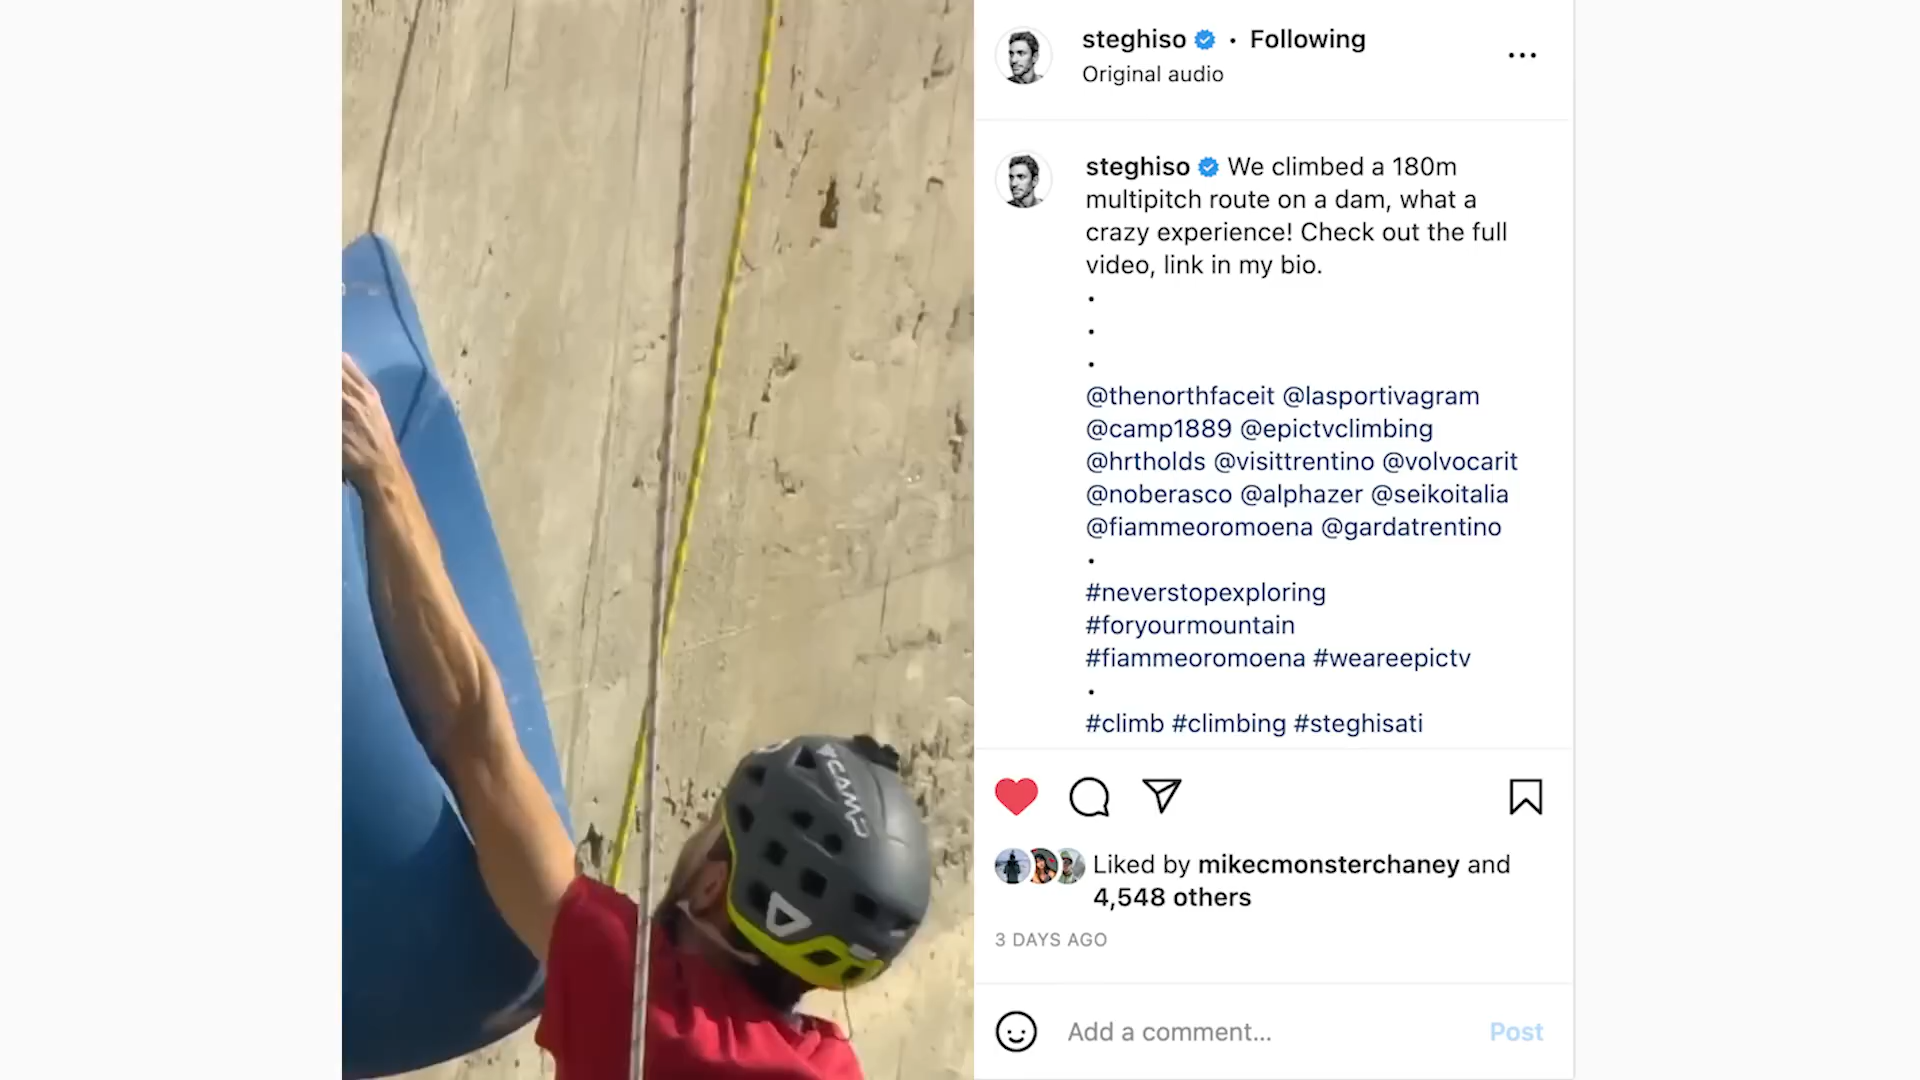 steghiso • Following
Original audio
steghiso We climbed a 180m
multipitch route on a dam, what a
crazy experience! Check out the full
video, link in my bio.
.
.
.
@thenorthfaceit @lasportivagram
@camp1889 @epictvclimbing
@hrtholds @visittrentino @volvocarit
@noberasco @alphazer @seikoitalia
@fiammeoromoena @gardatrentino
.
#neverstopexploring
#foryourmountain
#fiammeoromoena #weareepictv
.
#climb #climbing #steghisati
Liked by mikecmonsterchaney and
4,548 others
3 DAYS AGO
Add a comment... Post
CAMP